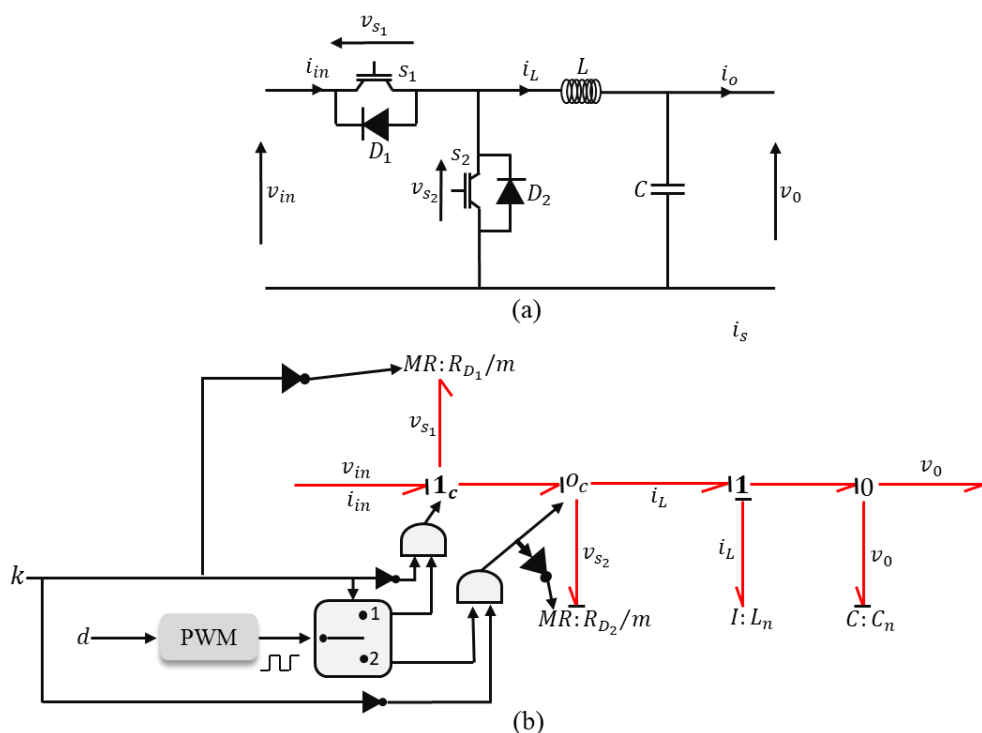 v_{s_1}
i_{in} s_1 i_L L i_o
D_1
s_2
v_{in} v_{s_2} D_2 C v_0
(a)
i_s
MR: R_{D_1}/m
v_{s_1}
v_{in} v_0
1_c o_c 1 0
i_{in} i_L
i_L v_{s_2} v_0
k
1
d PWM MR: R_{D_2}/m I: L_n C: C_n
2
(b)